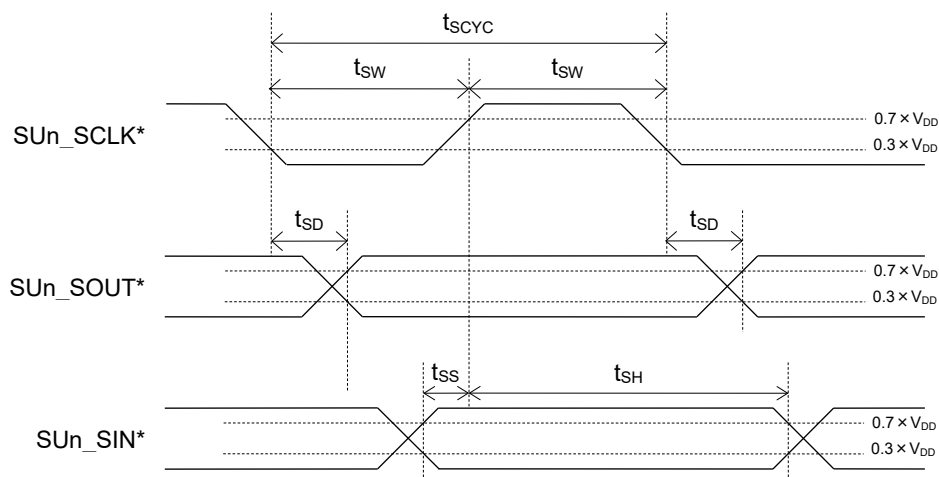 tSCYC
tSW tSW
SUn_SCLK*
0.7 × VDD
0.3 × VDD
tSD tSD
SUn_SOUT*
0.7 × VDD
0.3 × VDD
tSS tSH
SUn_SIN*
0.7 × VDD
0.3 × VDD